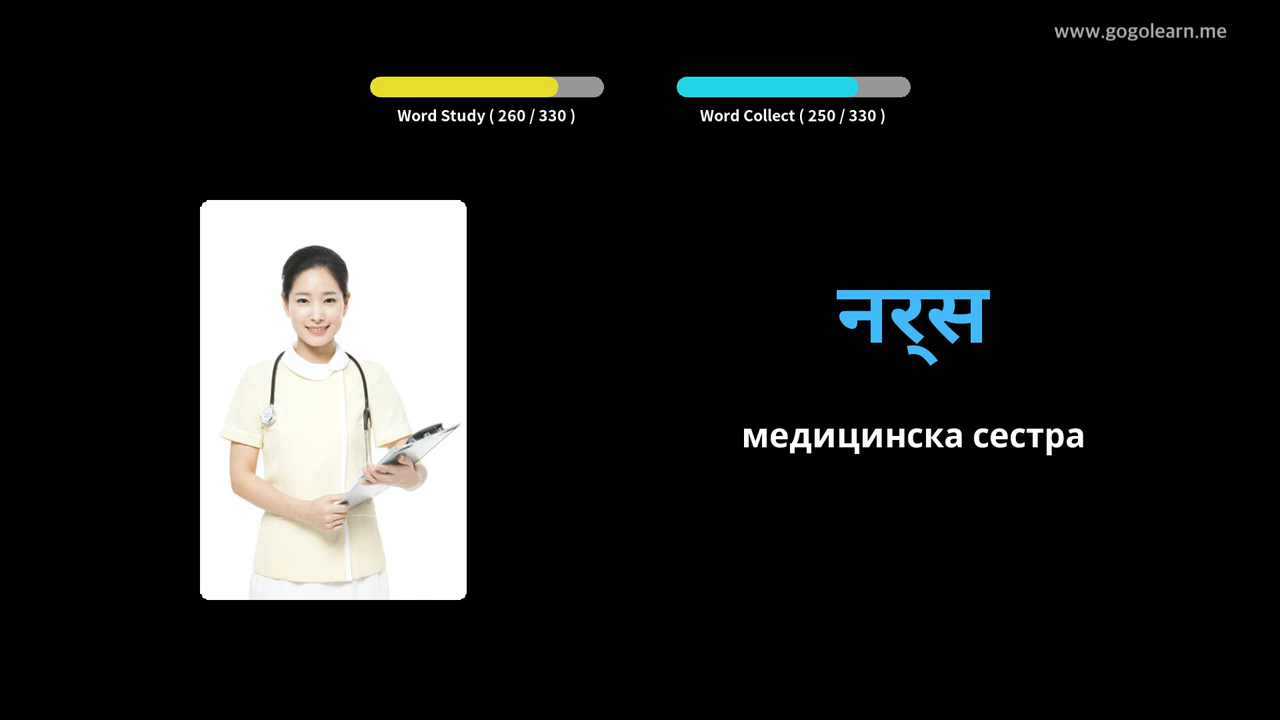 www.gogolearn.me
Word Study ( 260 / 330 )
Word Collect ( 250 / 330 )
नर्‌स
медицинска сестра